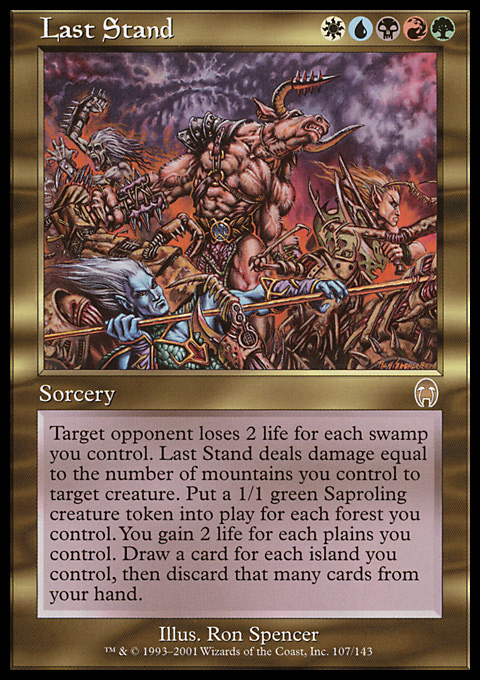 Last Stand
Sorcery
Target opponent loses 2 life for each swamp
you control. Last Stand deals damage equal
to the number of mountains you control to
target creature. Put a 1/1 green Saproling
creature token into play for each forest you
control. You gain 2 life for each plains you
control. Draw a card for each island you
control, then discard that many cards from
your hand.
Illus. Ron Spencer
™ & © 1993–2001 Wizards of the Coast, Inc. 107/143